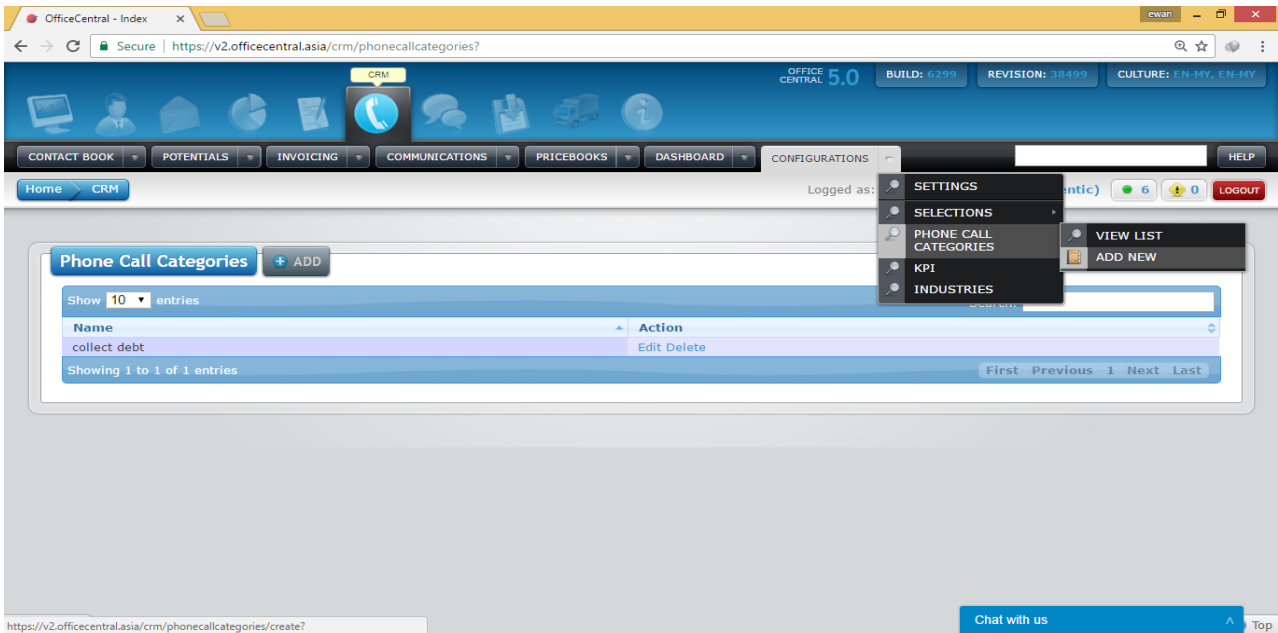 OfficeCentral - Index
ewan
Secure | https://v2.officecentral.asia/crm/phonecallcategories?
CRM
OFFICE CENTRAL 5.0 BUILD: 6299 REVISION: 38499 CULTURE: EN-MY, EN-MY
CONTACT BOOK POTENTIALS INVOICING COMMUNICATIONS PRICEBOOKS DASHBOARD CONFIGURATIONS HELP
Home CRM Logged as: entic) 6 0 LOGOUT
SETTINGS
SELECTIONS
PHONE CALL
CATEGORIES
KPI
INDUSTRIES
VIEW LIST
ADD NEW
Phone Call Categories ADD
Show 10 entries Search:
Name Action
collect debt Edit Delete
Showing 1 to 1 of 1 entries First Previous 1 Next Last
https://v2.officecentral.asia/crm/phonecallcategories/create?
Chat with us
Top